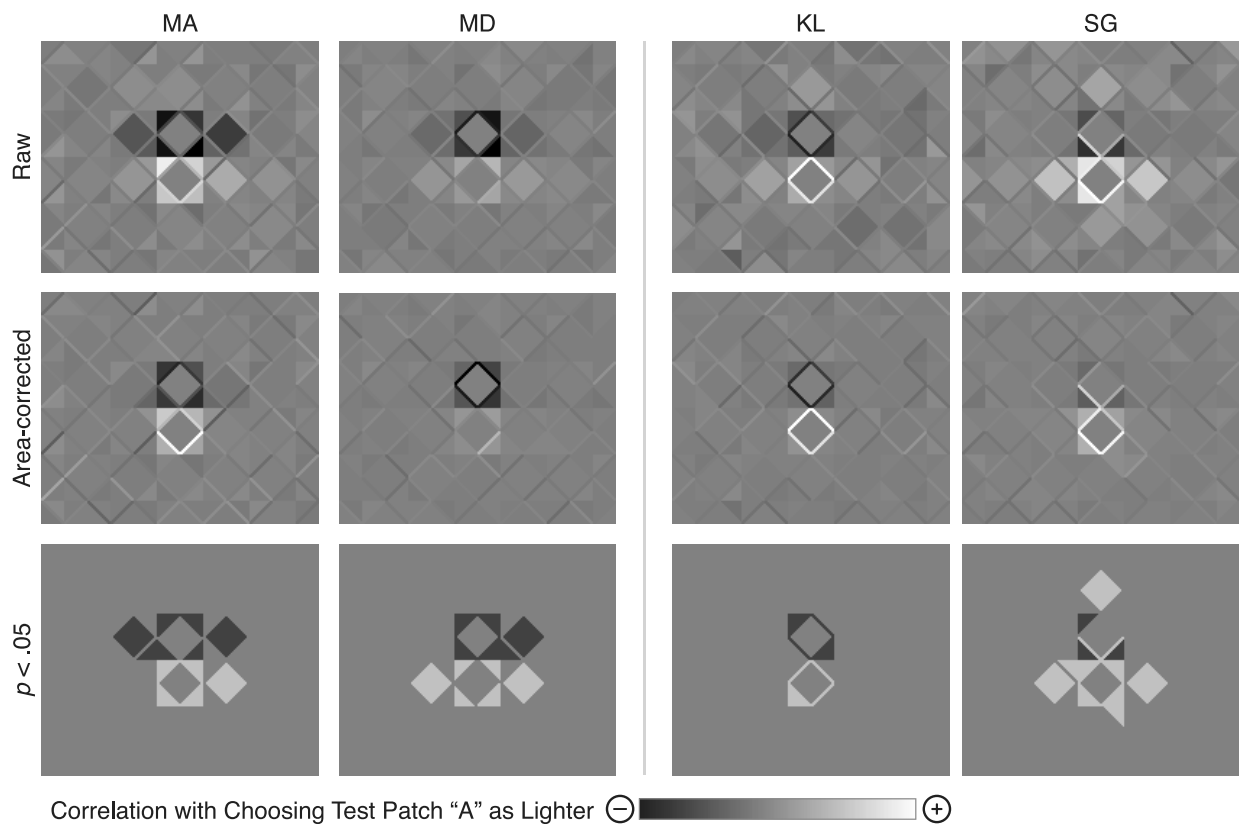 MA MD KL SG
Raw
Area-corrected
p < .05
Correlation with Choosing Test Patch “A” as Lighter − +